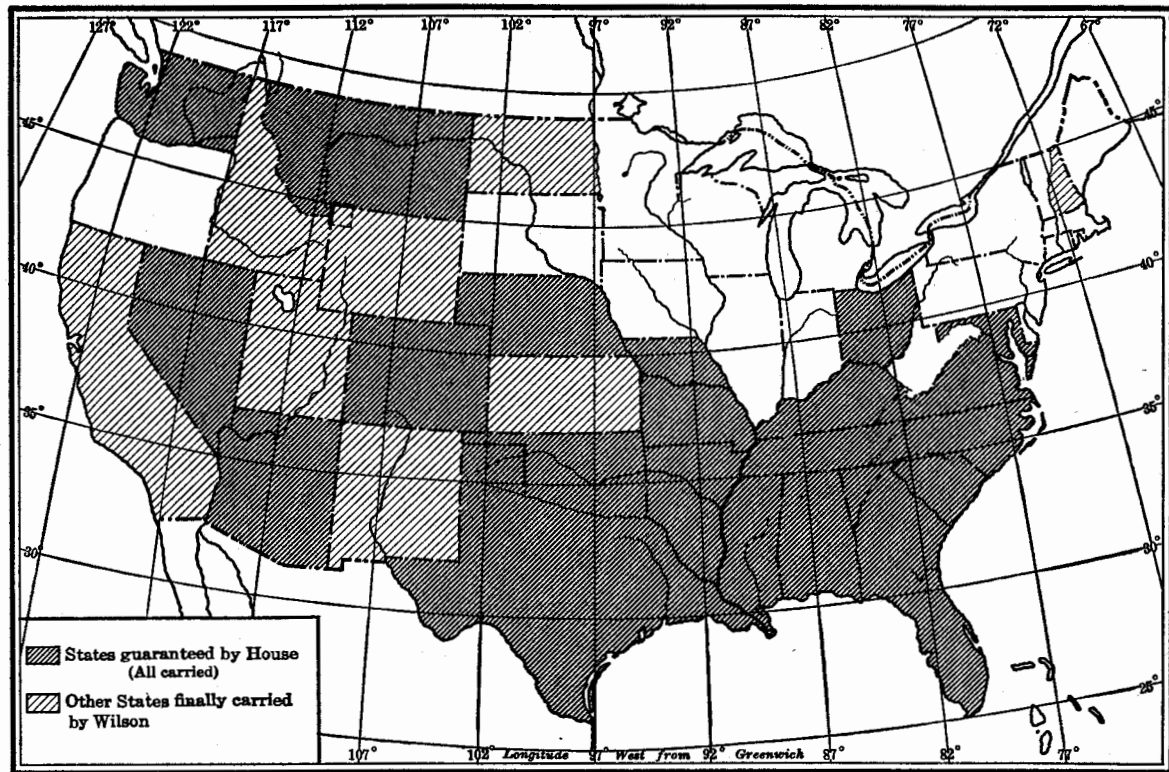 127° 122° 117° 112° 107° 102° 97° 92° 87° 82° 77° 72° 67°
45° 45°
40° 40°
35° 35°
30° 30°
25°
States guaranteed by House
(All carried)
Other States finally carried
by Wilson
107° 102° Longitude 97° West from 92° Greenwich 87° 82° 77°